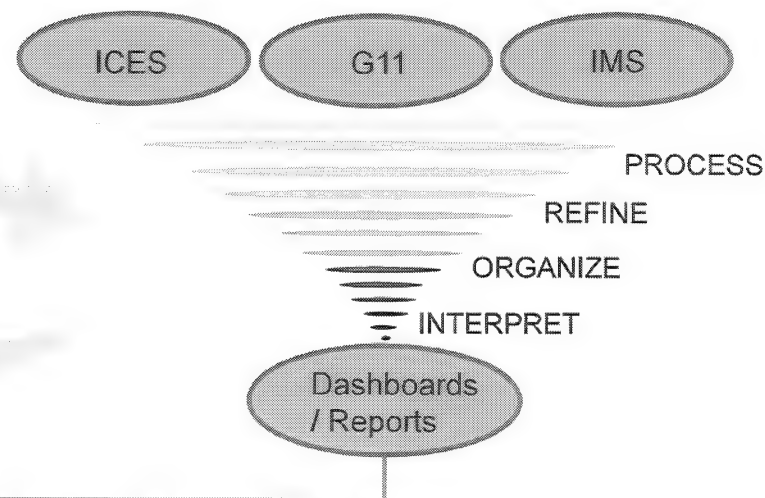 ICES G11 IMS
PROCESS
REFINE
ORGANIZE
INTERPRET
Dashboards
/ Reports